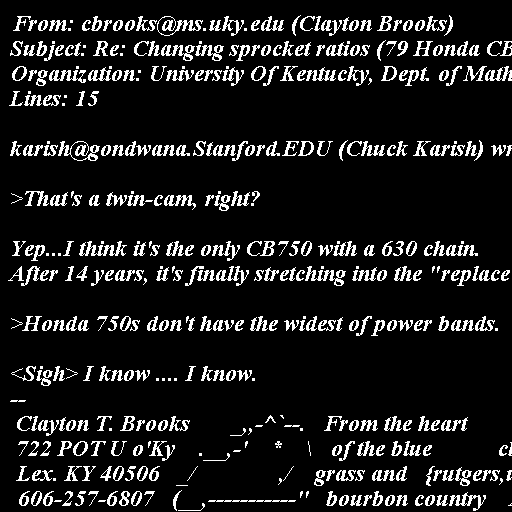 From: cbrooks@ms.uky.edu (Clayton Brooks)
Subject: Re: Changing sprocket ratios (79 Honda CB
Organization: University Of Kentucky, Dept. of Math
Lines: 15
karish@gondwana.Stanford.EDU (Chuck Karish) wr
>That's a twin-cam, right?
Yep...I think it's the only CB750 with a 630 chain.
After 14 years, it's finally stretching into the "replace
>Honda 750s don't have the widest of power bands.
<Sigh> I know .... I know.
--
Clayton T. Brooks _,,-^`--. From the heart
722 POT U o'Ky .__,-' * \ of the blue cl
Lex. KY 40506 _/ ,/ grass and {rutgers,u
606-257-6807 (__,-----------'' bourbon country